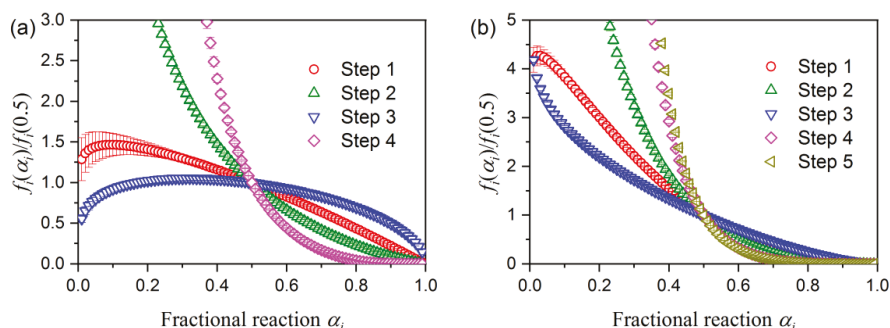 (a)
3.0
2.5
2.0
1.5
1.0
0.5
0.0
0.0
0.2
0.4
0.6
0.8
1.0
fᵢ(αᵢ)/fᵢ(0.5)
Fractional reaction αᵢ
Step 1
Step 2
Step 3
Step 4
(b)
5
4
3
2
1
0
0.0
0.2
0.4
0.6
0.8
1.0
fᵢ(αᵢ)/fᵢ(0.5)
Fractional reaction αᵢ
Step 1
Step 2
Step 3
Step 4
Step 5